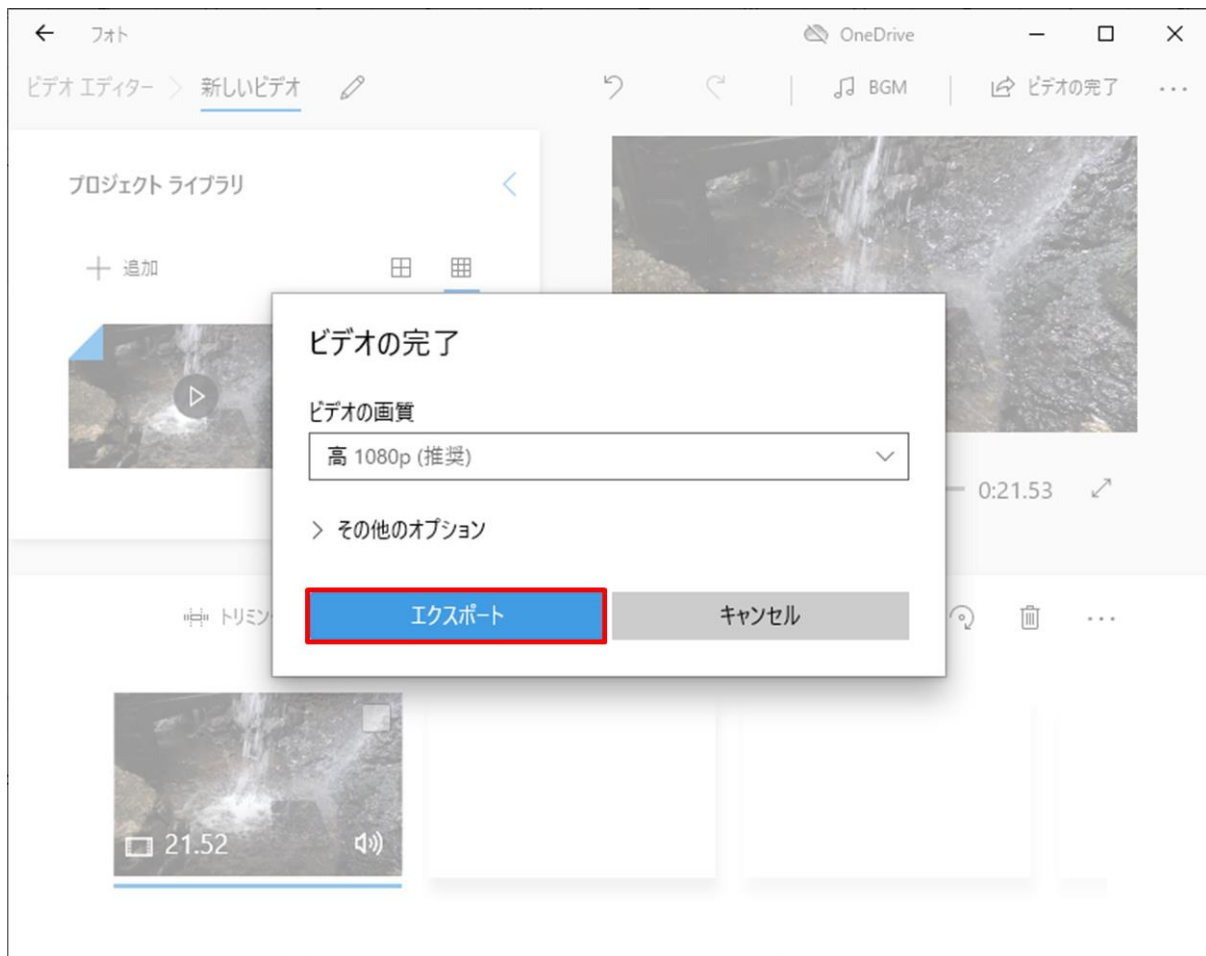 フォト
OneDrive
ビデオ エディター
新しいビデオ
BGM
ビデオの完了
プロジェクト ライブラリ
追加
ビデオの完了
ビデオの画質
高 1080p (推奨)
0:21.53
その他のオプション
トリミン
エクスポート
キャンセル
21.52